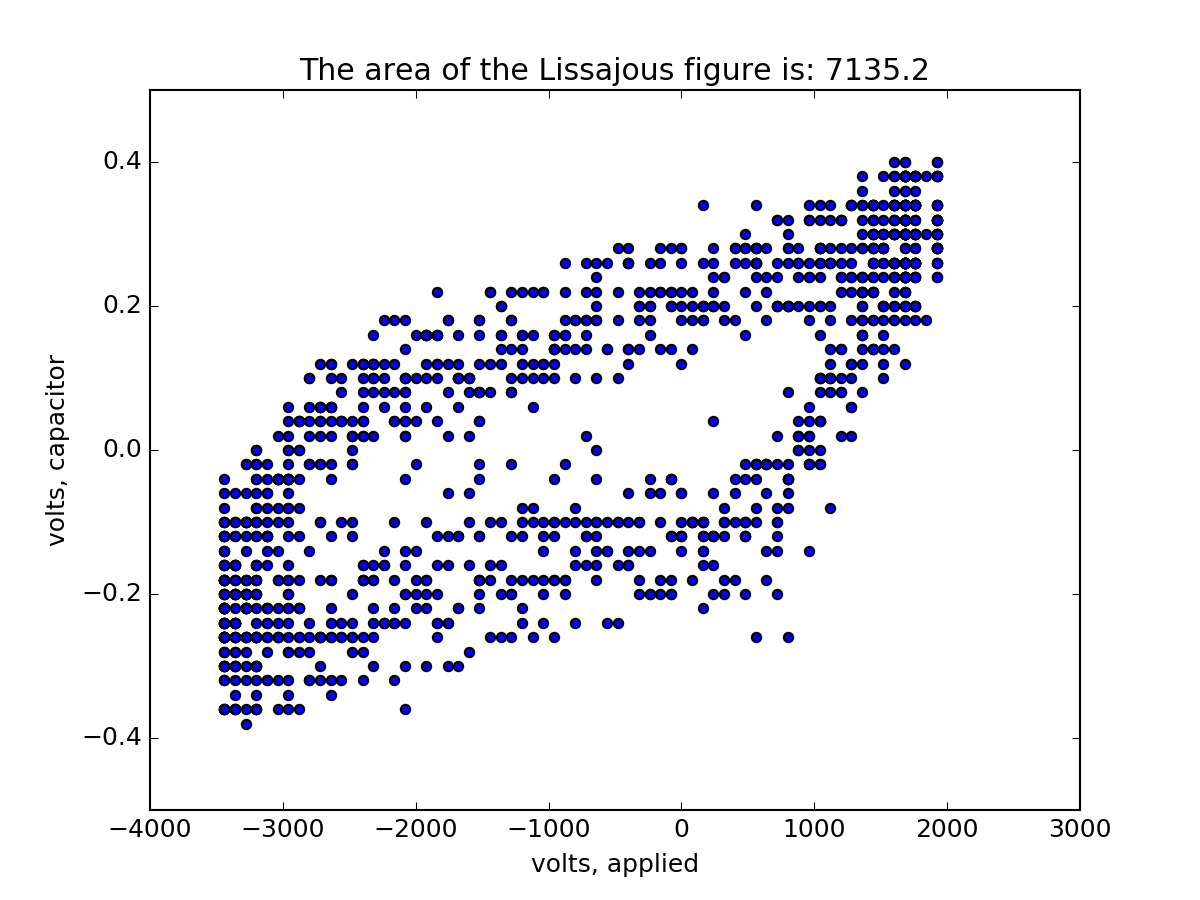 The area of the Lissajous figure is: 7135.2
0.4
0.2
0.0
−0.2
−0.4
volts, capacitor
−4000 −3000 −2000 −1000 0 1000 2000 3000
volts, applied